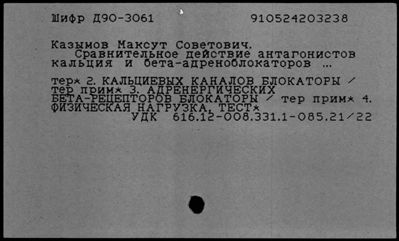 Шифр Д90-3061 910524203238
Казымов Максут Советович.
Сравнительное действие антагонистов
кальция и бета-адреноблокаторов ...
тер* 2. КАЛЬЦИЕВЫХ КАНАЛОВ БЛОКАТОРЫ /
тер прим* 3. АДРЕНЕРГИЧЕСКИХ
БЕТА-РЕЦЕПТОРОВ БЛОКАТОРЫ / тер прим* 4.
ФИЗИЧЕСКАЯ НАГРУЗКА, ТЕСТ*
УДК 616.12-008.331.1-085.21/22